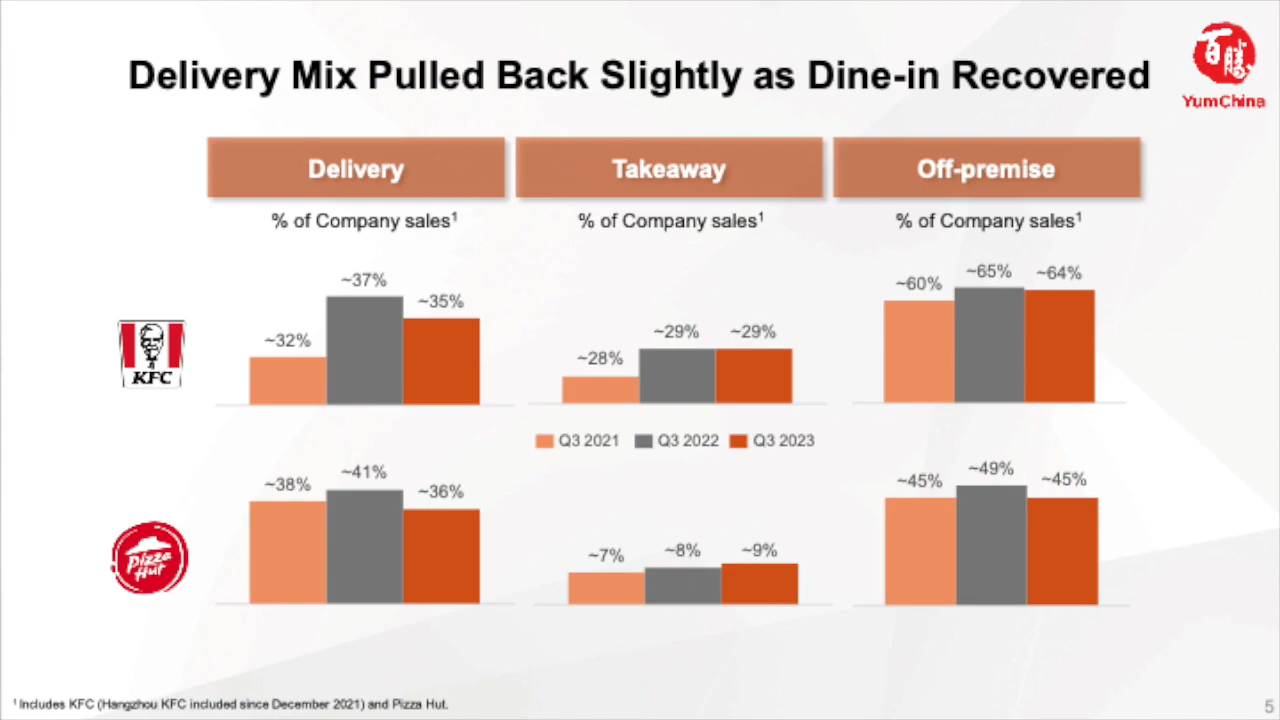 Delivery Mix Pulled Back Slightly as Dine-in Recovered
百勝
YumChina
Delivery
Takeaway
Off-premise
% of Company sales¹
% of Company sales¹
% of Company sales¹
~32%
~37%
~35%
~28%
~29%
~29%
~60%
~65%
~64%
KFC
Q3 2021
Q3 2022
Q3 2023
~38%
~41%
~36%
~7%
~8%
~9%
~45%
~49%
~45%
Pizza
Hut
¹ Includes KFC (Hangzhou KFC included since December 2021) and Pizza Hut.
5